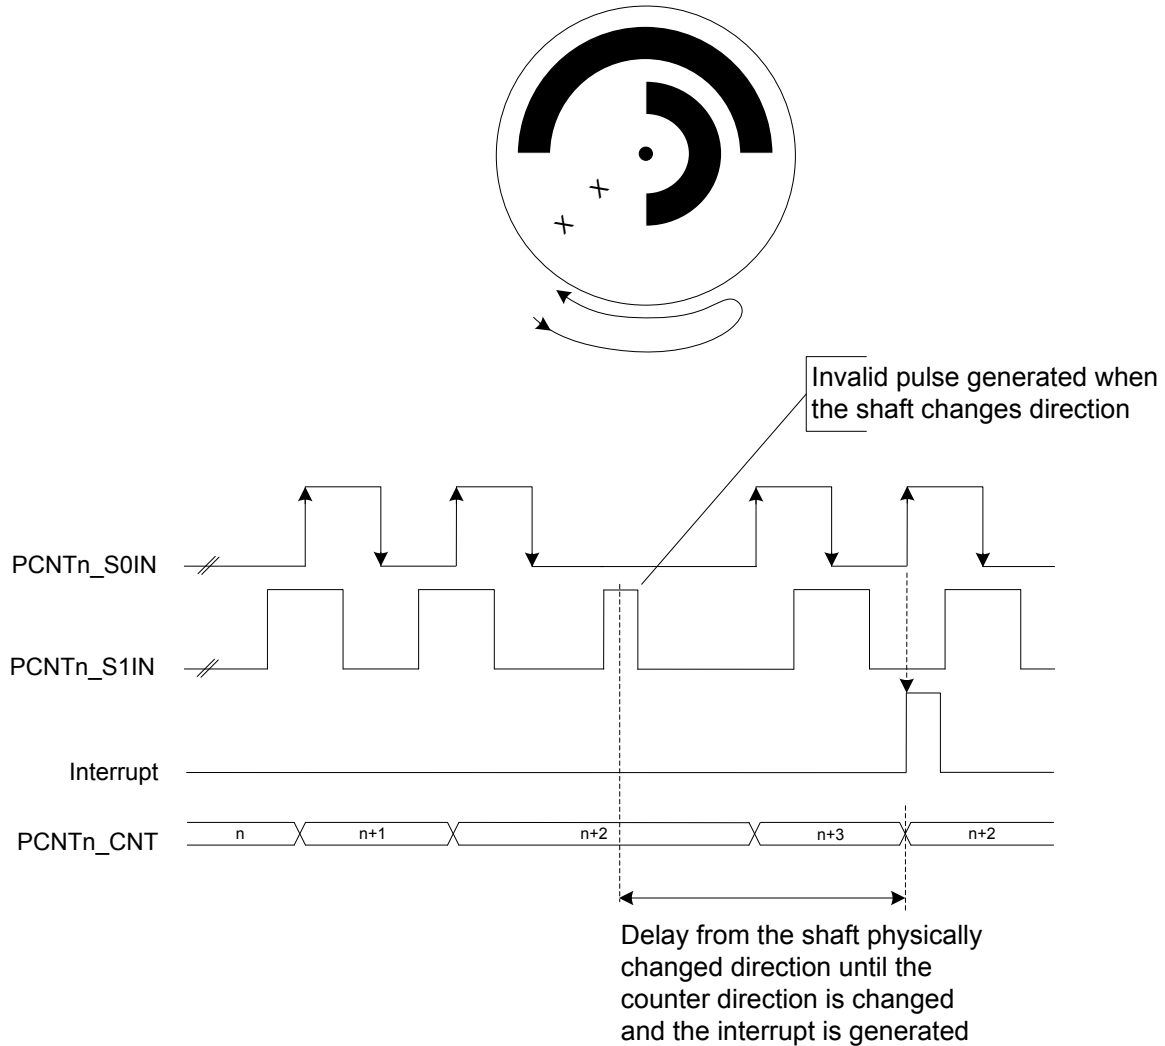 X
X
Invalid pulse generated when
the shaft changes direction
PCNTn_S0IN
PCNTn_S1IN
Interrupt
PCNTn_CNT
n
n+1
n+2
n+3
n+2
Delay from the shaft physically
changed direction until the
counter direction is changed
and the interrupt is generated